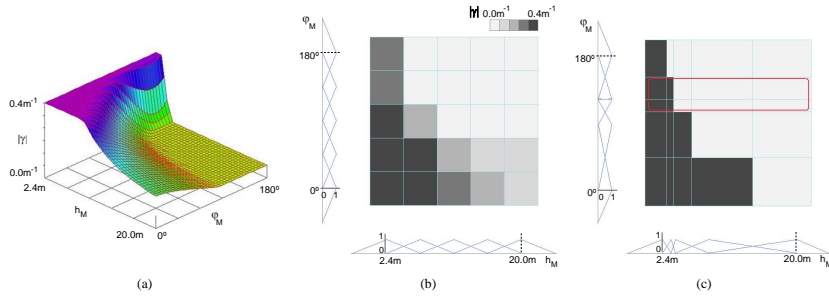 0.4m⁻¹
|γ|
0.0m⁻¹
2.4m
h_M
20.0m
0º
φ_M
180º
(a)
|γ| 0.0m⁻¹ 0.4m⁻¹
φ_M
180º
0º
0 1
1
0
2.4m
20.0m
h_M
(b)
φ_M
180º
0º
0 1
1
0
2.4m
20.0m
h_M
(c)